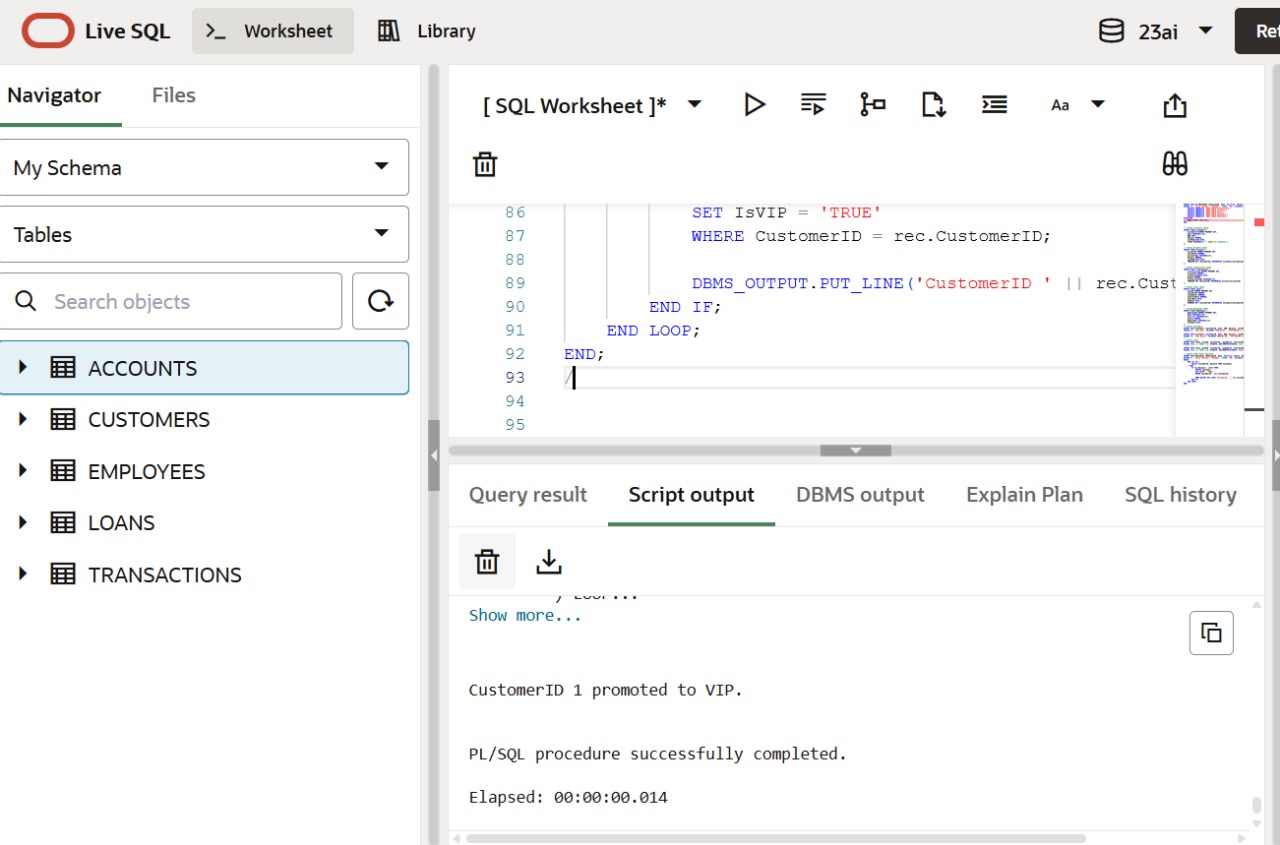 Live SQL
Worksheet
Library
23ai
Navigator
Files
My Schema
Tables
Search objects
ACCOUNTS
CUSTOMERS
EMPLOYEES
LOANS
TRANSACTIONS
[ SQL Worksheet ]*
Aa
86 SET IsVIP = 'TRUE'
87 WHERE CustomerID = rec.CustomerID;
88
89 DBMS_OUTPUT.PUT_LINE('CustomerID ' || rec.Cust
90 END IF;
91 END LOOP;
92 END;
93 /
94
95
Query result
Script output
DBMS output
Explain Plan
SQL history
) LOOP...
Show more...
CustomerID 1 promoted to VIP.
PL/SQL procedure successfully completed.
Elapsed: 00:00:00.014